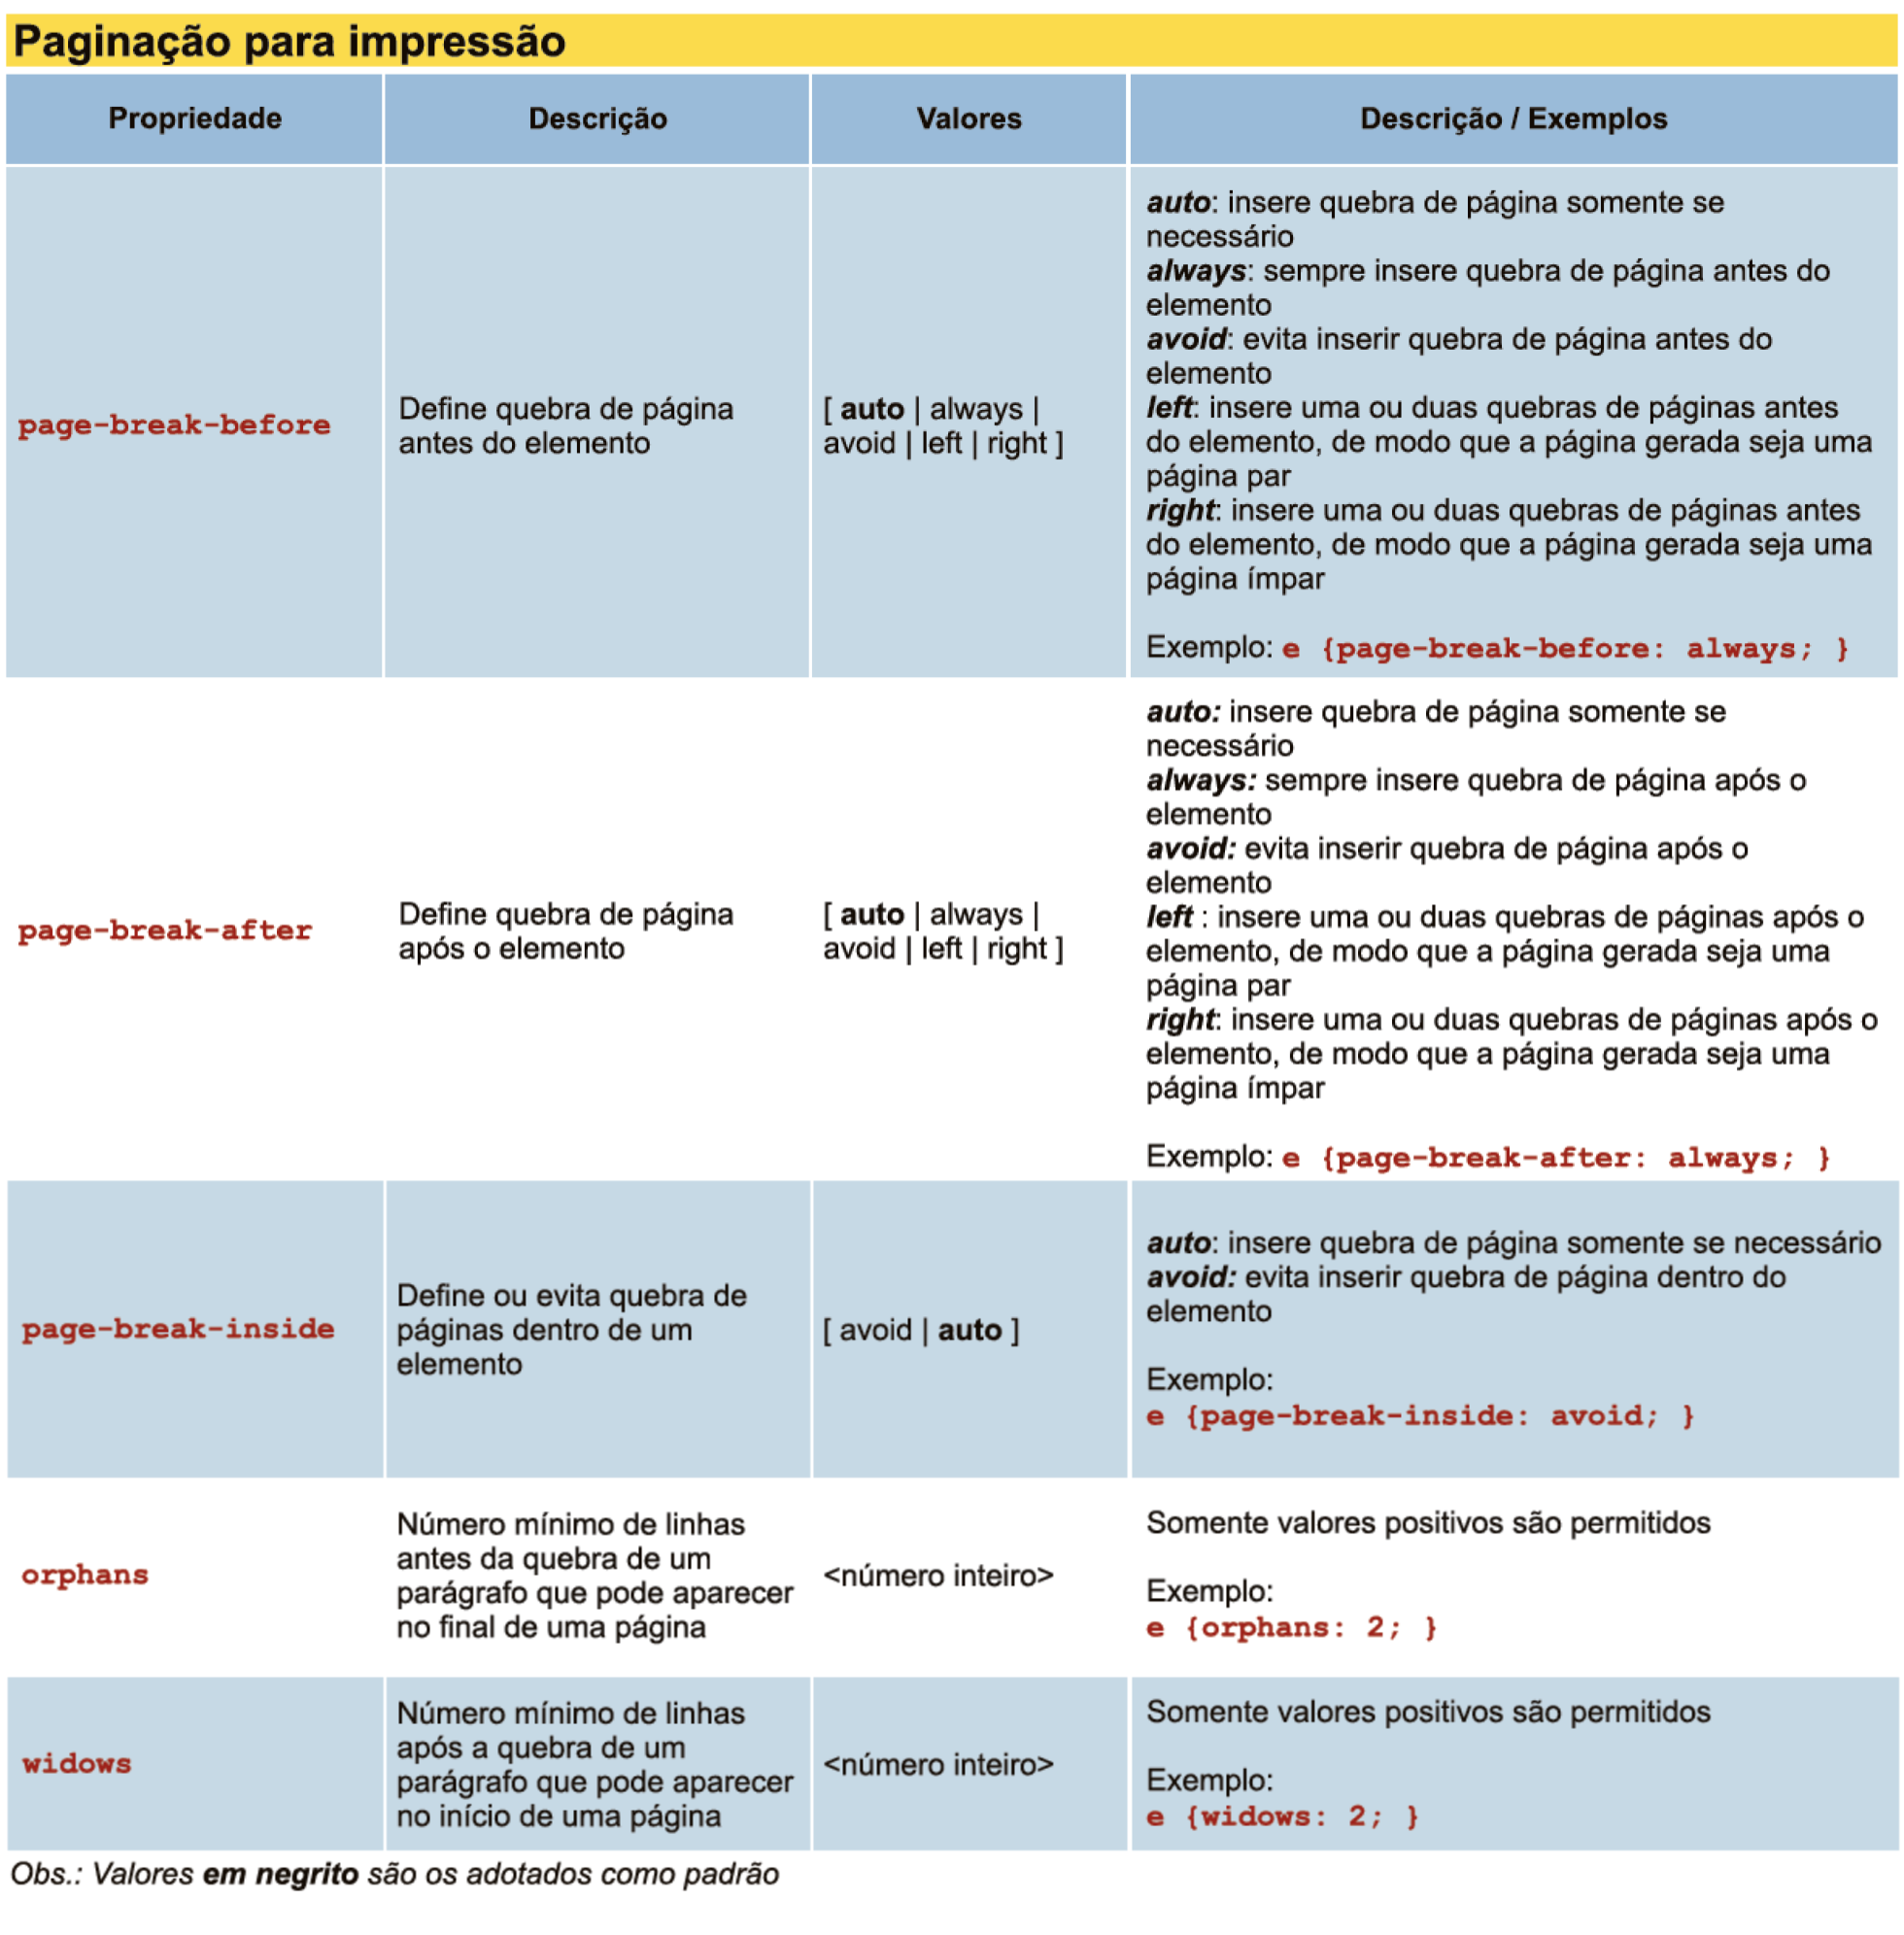 Paginação para impressão
Propriedade
Descrição
Valores
Descrição / Exemplos
page-break-before
Define quebra de página
antes do elemento
[ auto | always |
avoid | left | right ]
auto: insere quebra de página somente se
necessário
always: sempre insere quebra de página antes do
elemento
avoid: evita inserir quebra de página antes do
elemento
left: insere uma ou duas quebras de páginas antes
do elemento, de modo que a página gerada seja uma
página par
right: insere uma ou duas quebras de páginas antes
do elemento, de modo que a página gerada seja uma
página ímpar
Exemplo: e {page-break-before: always; }
page-break-after
Define quebra de página
após o elemento
[ auto | always |
avoid | left | right ]
auto: insere quebra de página somente se
necessário
always: sempre insere quebra de página após o
elemento
avoid: evita inserir quebra de página após o
elemento
left : insere uma ou duas quebras de páginas após o
elemento, de modo que a página gerada seja uma
página par
right: insere uma ou duas quebras de páginas após o
elemento, de modo que a página gerada seja uma
página ímpar
Exemplo: e {page-break-after: always; }
page-break-inside
Define ou evita quebra de
páginas dentro de um
elemento
[ avoid | auto ]
auto: insere quebra de página somente se necessário
avoid: evita inserir quebra de página dentro do
elemento
Exemplo:
e {page-break-inside: avoid; }
orphans
Número mínimo de linhas
antes da quebra de um
parágrafo que pode aparecer
no final de uma página
<número inteiro>
Somente valores positivos são permitidos
Exemplo:
e {orphans: 2; }
widows
Número mínimo de linhas
após a quebra de um
parágrafo que pode aparecer
no início de uma página
<número inteiro>
Somente valores positivos são permitidos
Exemplo:
e {widows: 2; }
Obs.: Valores em negrito são os adotados como padrão